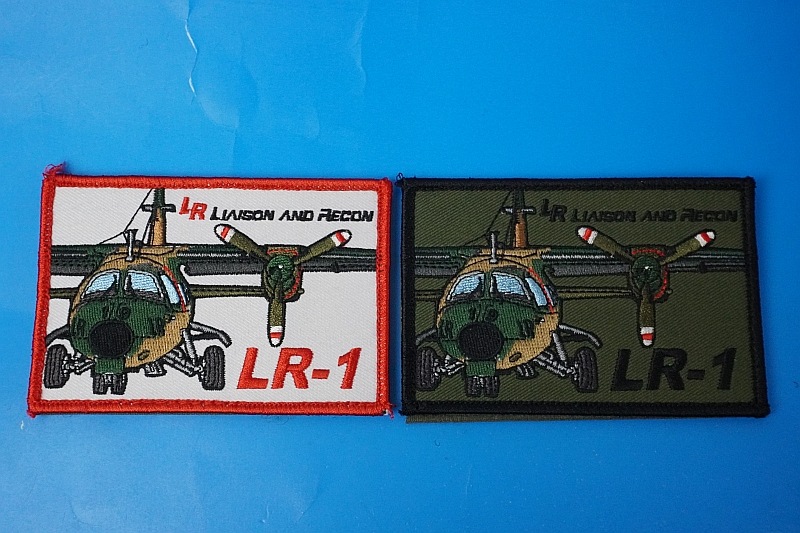 LR LIAISON AND RECON
LR-1
LR LIAISON AND RECON
LR-1